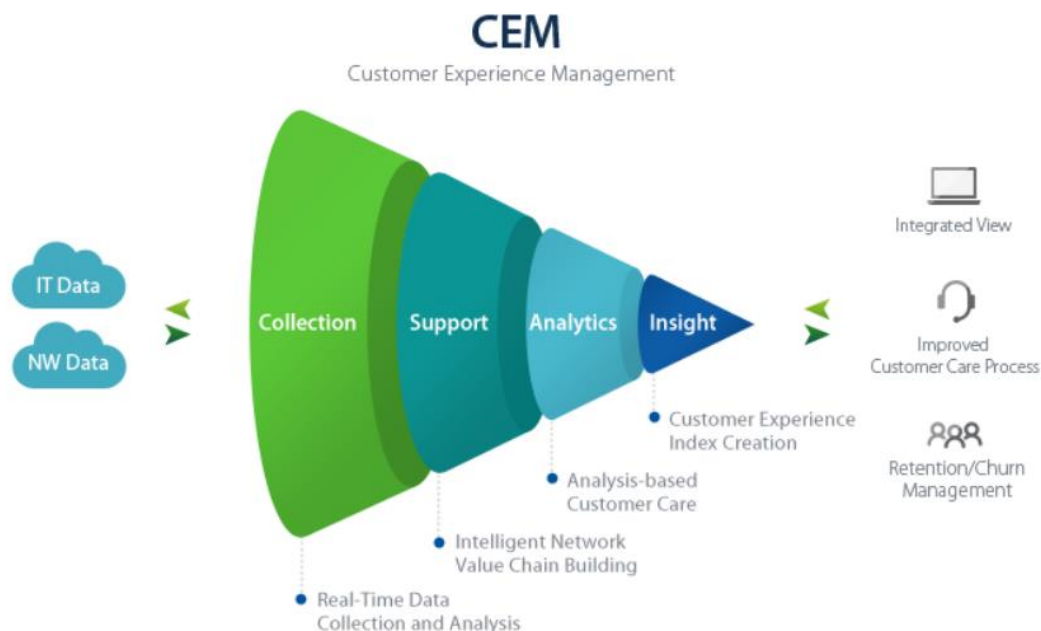 CEM
Customer Experience Management
IT Data
NW Data
Collection
Support
Analytics
Insight
Customer Experience
Index Creation
Analysis-based
Customer Care
Intelligent Network
Value Chain Building
Real-Time Data
Collection and Analysis
Integrated View
Improved
Customer Care Process
Retention/Churn
Management